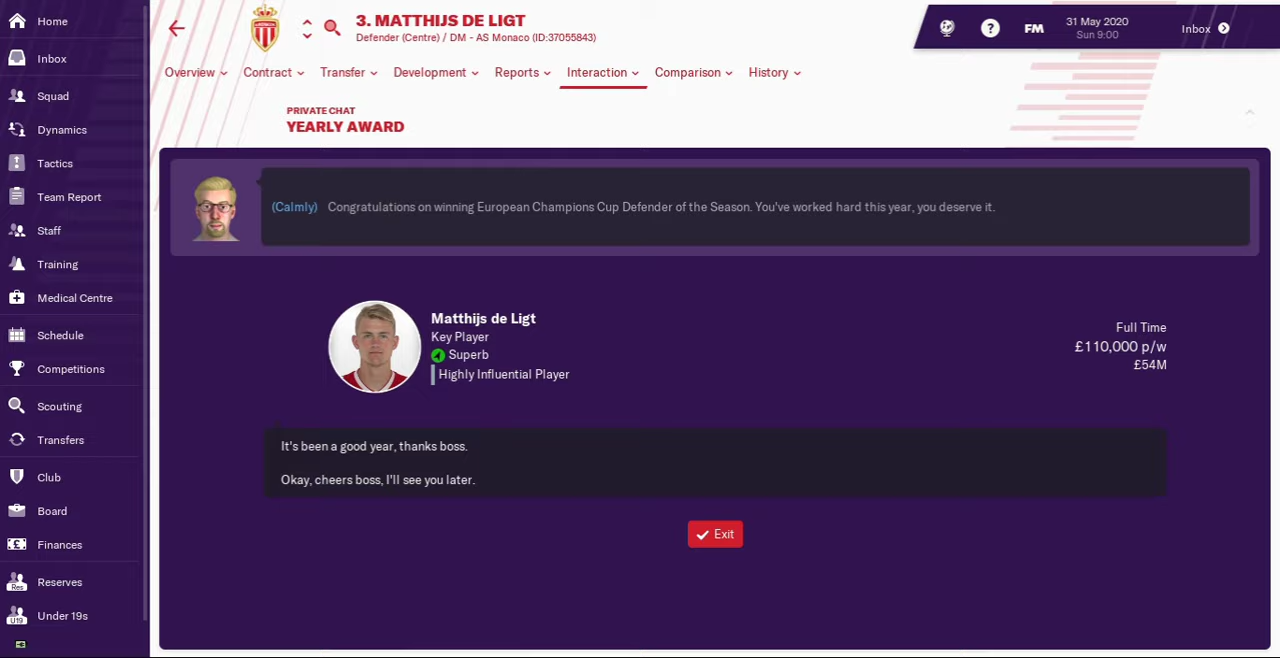 Home
Inbox
Squad
Dynamics
Tactics
Team Report
Staff
Training
Medical Centre
Schedule
Competitions
Scouting
Transfers
Club
Board
Finances
Res
Reserves
U19
Under 19s
3. MATTHIJS DE LIGT
Defender (Centre) / DM - AS Monaco (ID:37055843)
? FM 31 May 2020 Inbox
Sun 9:00
Overview Contract Transfer Development Reports Interaction Comparison History
PRIVATE CHAT
YEARLY AWARD
(Calmly) Congratulations on winning European Champions Cup Defender of the Season. You've worked hard this year, you deserve it.
Matthijs de Ligt
Key Player
Superb
Highly Influential Player
Full Time
£110,000 p/w
£54M
It's been a good year, thanks boss.
Okay, cheers boss, I'll see you later.
Exit